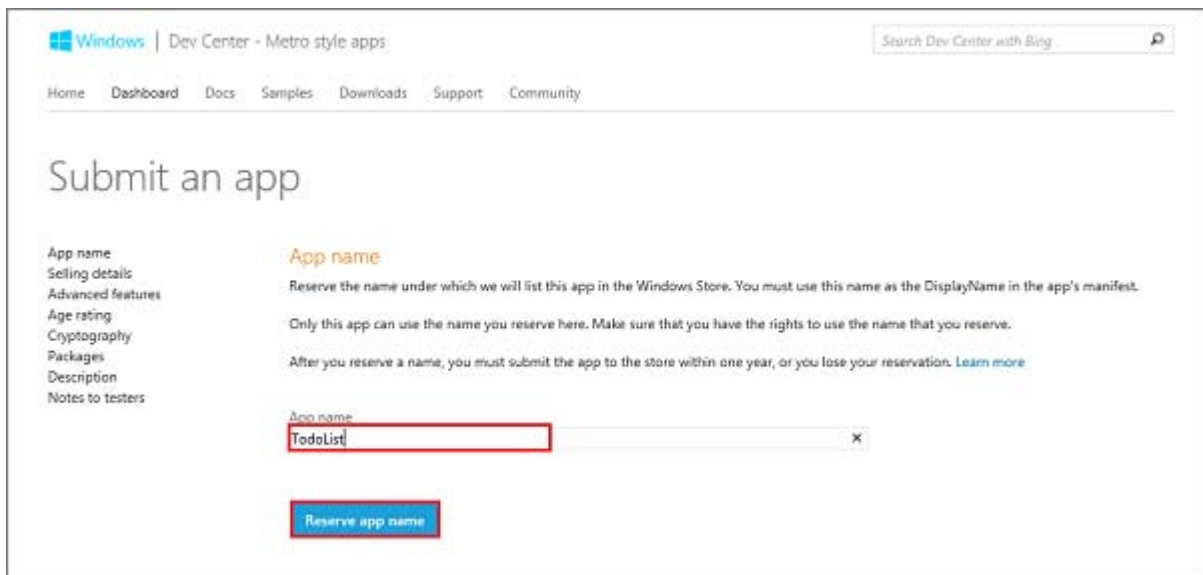 Windows | Dev Center - Metro style apps
Search Dev Center with Bing
Home Dashboard Docs Samples Downloads Support Community
Submit an app
App name
Selling details
Advanced features
Age rating
Cryptography
Packages
Description
Notes to testers
App name
Reserve the name under which we will list this app in the Windows Store. You must use this name as the DisplayName in the app's manifest.
Only this app can use the name you reserve here. Make sure that you have the rights to use the name that you reserve.
After you reserve a name, you must submit the app to the store within one year, or you lose your reservation. Learn more
App name
TodoList
Reserve app name